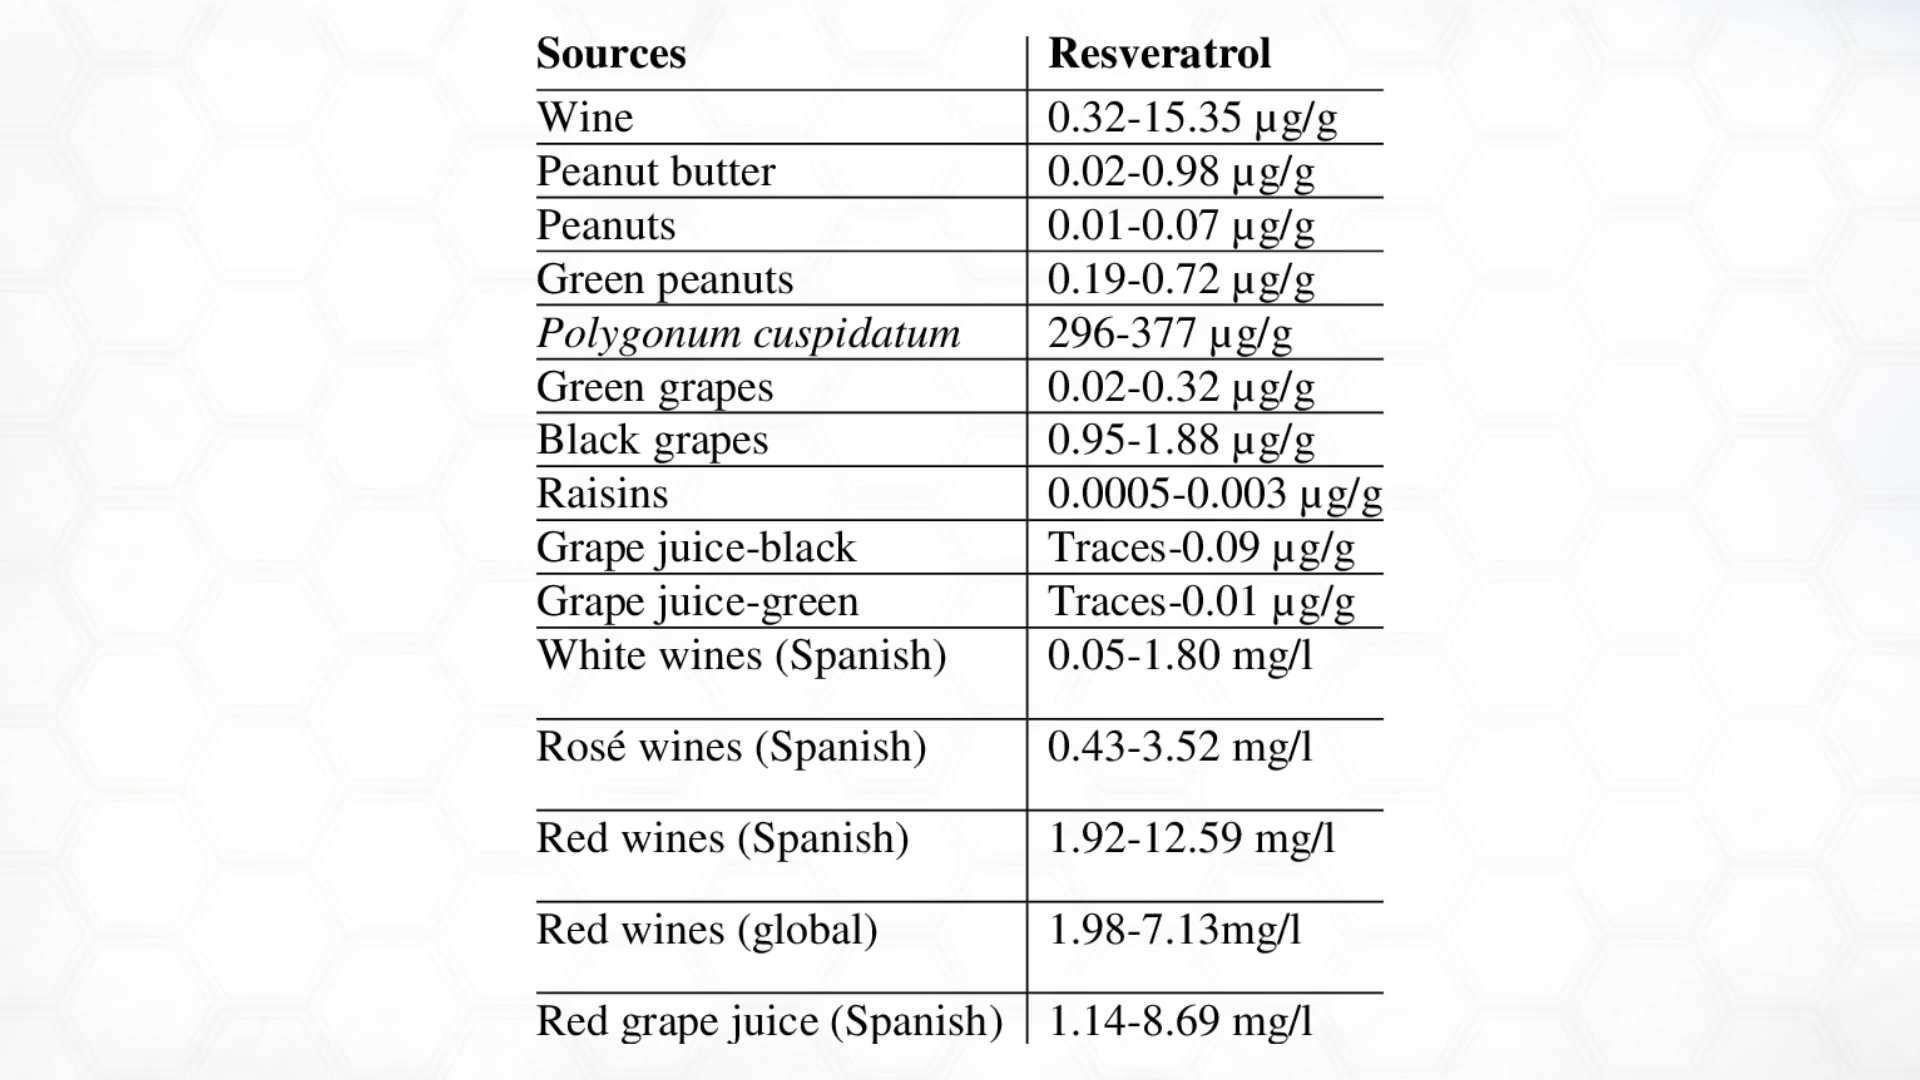 Sources Resveratrol
Wine 0.32-15.35 µg/g
Peanut butter 0.02-0.98 µg/g
Peanuts 0.01-0.07 µg/g
Green peanuts 0.19-0.72 µg/g
Polygonum cuspidatum 296-377 µg/g
Green grapes 0.02-0.32 µg/g
Black grapes 0.95-1.88 µg/g
Raisins 0.0005-0.003 µg/g
Grape juice-black Traces-0.09 µg/g
Grape juice-green Traces-0.01 µg/g
White wines (Spanish) 0.05-1.80 mg/l
Rosé wines (Spanish) 0.43-3.52 mg/l
Red wines (Spanish) 1.92-12.59 mg/l
Red wines (global) 1.98-7.13mg/l
Red grape juice (Spanish) 1.14-8.69 mg/l